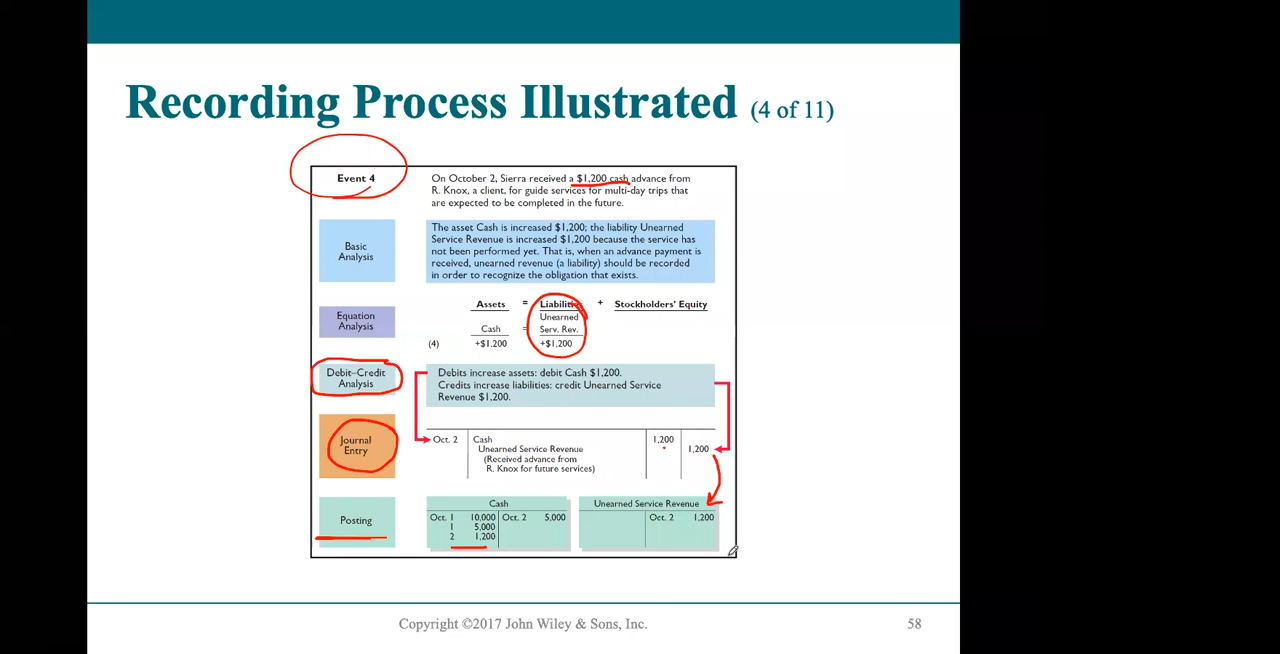 Recording Process Illustrated (4 of 11)
Event 4
On October 2, Sierra received a $1,200 cash advance from
R. Knox, a client, for guide services for multi-day trips that
are expected to be completed in the future.
Basic
Analysis
The asset Cash is increased $1,200; the liability Unearned
Service Revenue is increased $1,200 because the service has
not been performed yet. That is, when an advance payment is
received, unearned revenue (a liability) should be recorded
in order to recognize the obligation that exists.
Equation
Analysis
Assets = Liabilities + Stockholders' Equity
Unearned
Cash = Serv. Rev.
(4) +$1,200 +$1,200
Debit–Credit
Analysis
Debits increase assets: debit Cash $1,200.
Credits increase liabilities: credit Unearned Service
Revenue $1,200.
Journal
Entry
Oct. 2 Cash 1,200
Unearned Service Revenue 1,200
(Received advance from
R. Knox for future services)
Posting
Cash
Oct. 1 10,000 Oct. 2 5,000
1 5,000
2 1,200
Unearned Service Revenue
Oct. 2 1,200
Copyright ©2017 John Wiley & Sons, Inc.
58